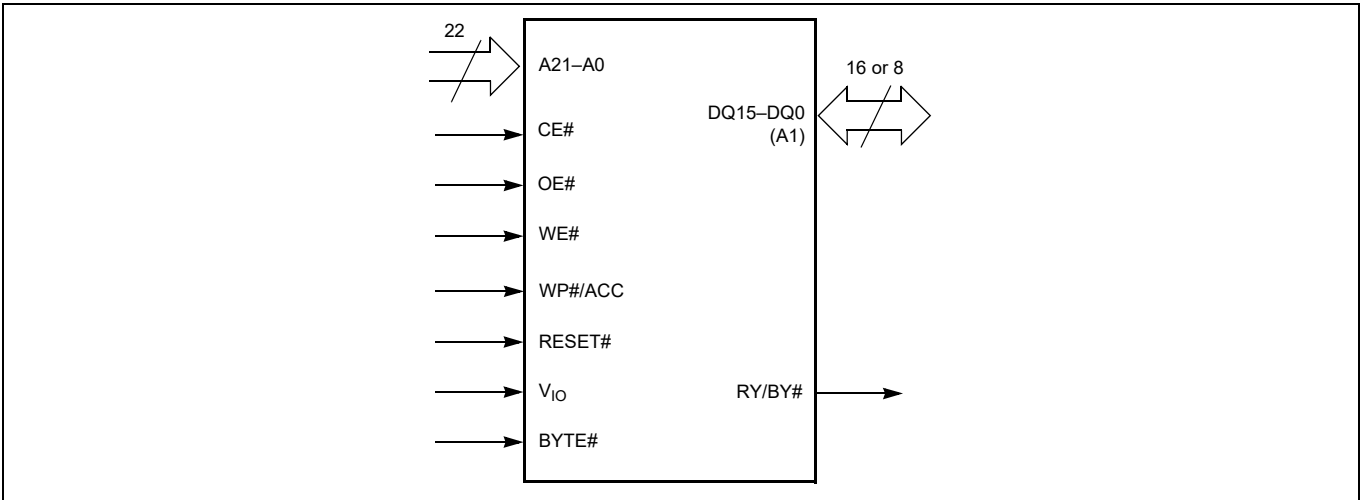 22
A21–A0
CE#
OE#
WE#
WP#/ACC
RESET#
VIO
BYTE#
16 or 8
DQ15–DQ0
(A1)
RY/BY#